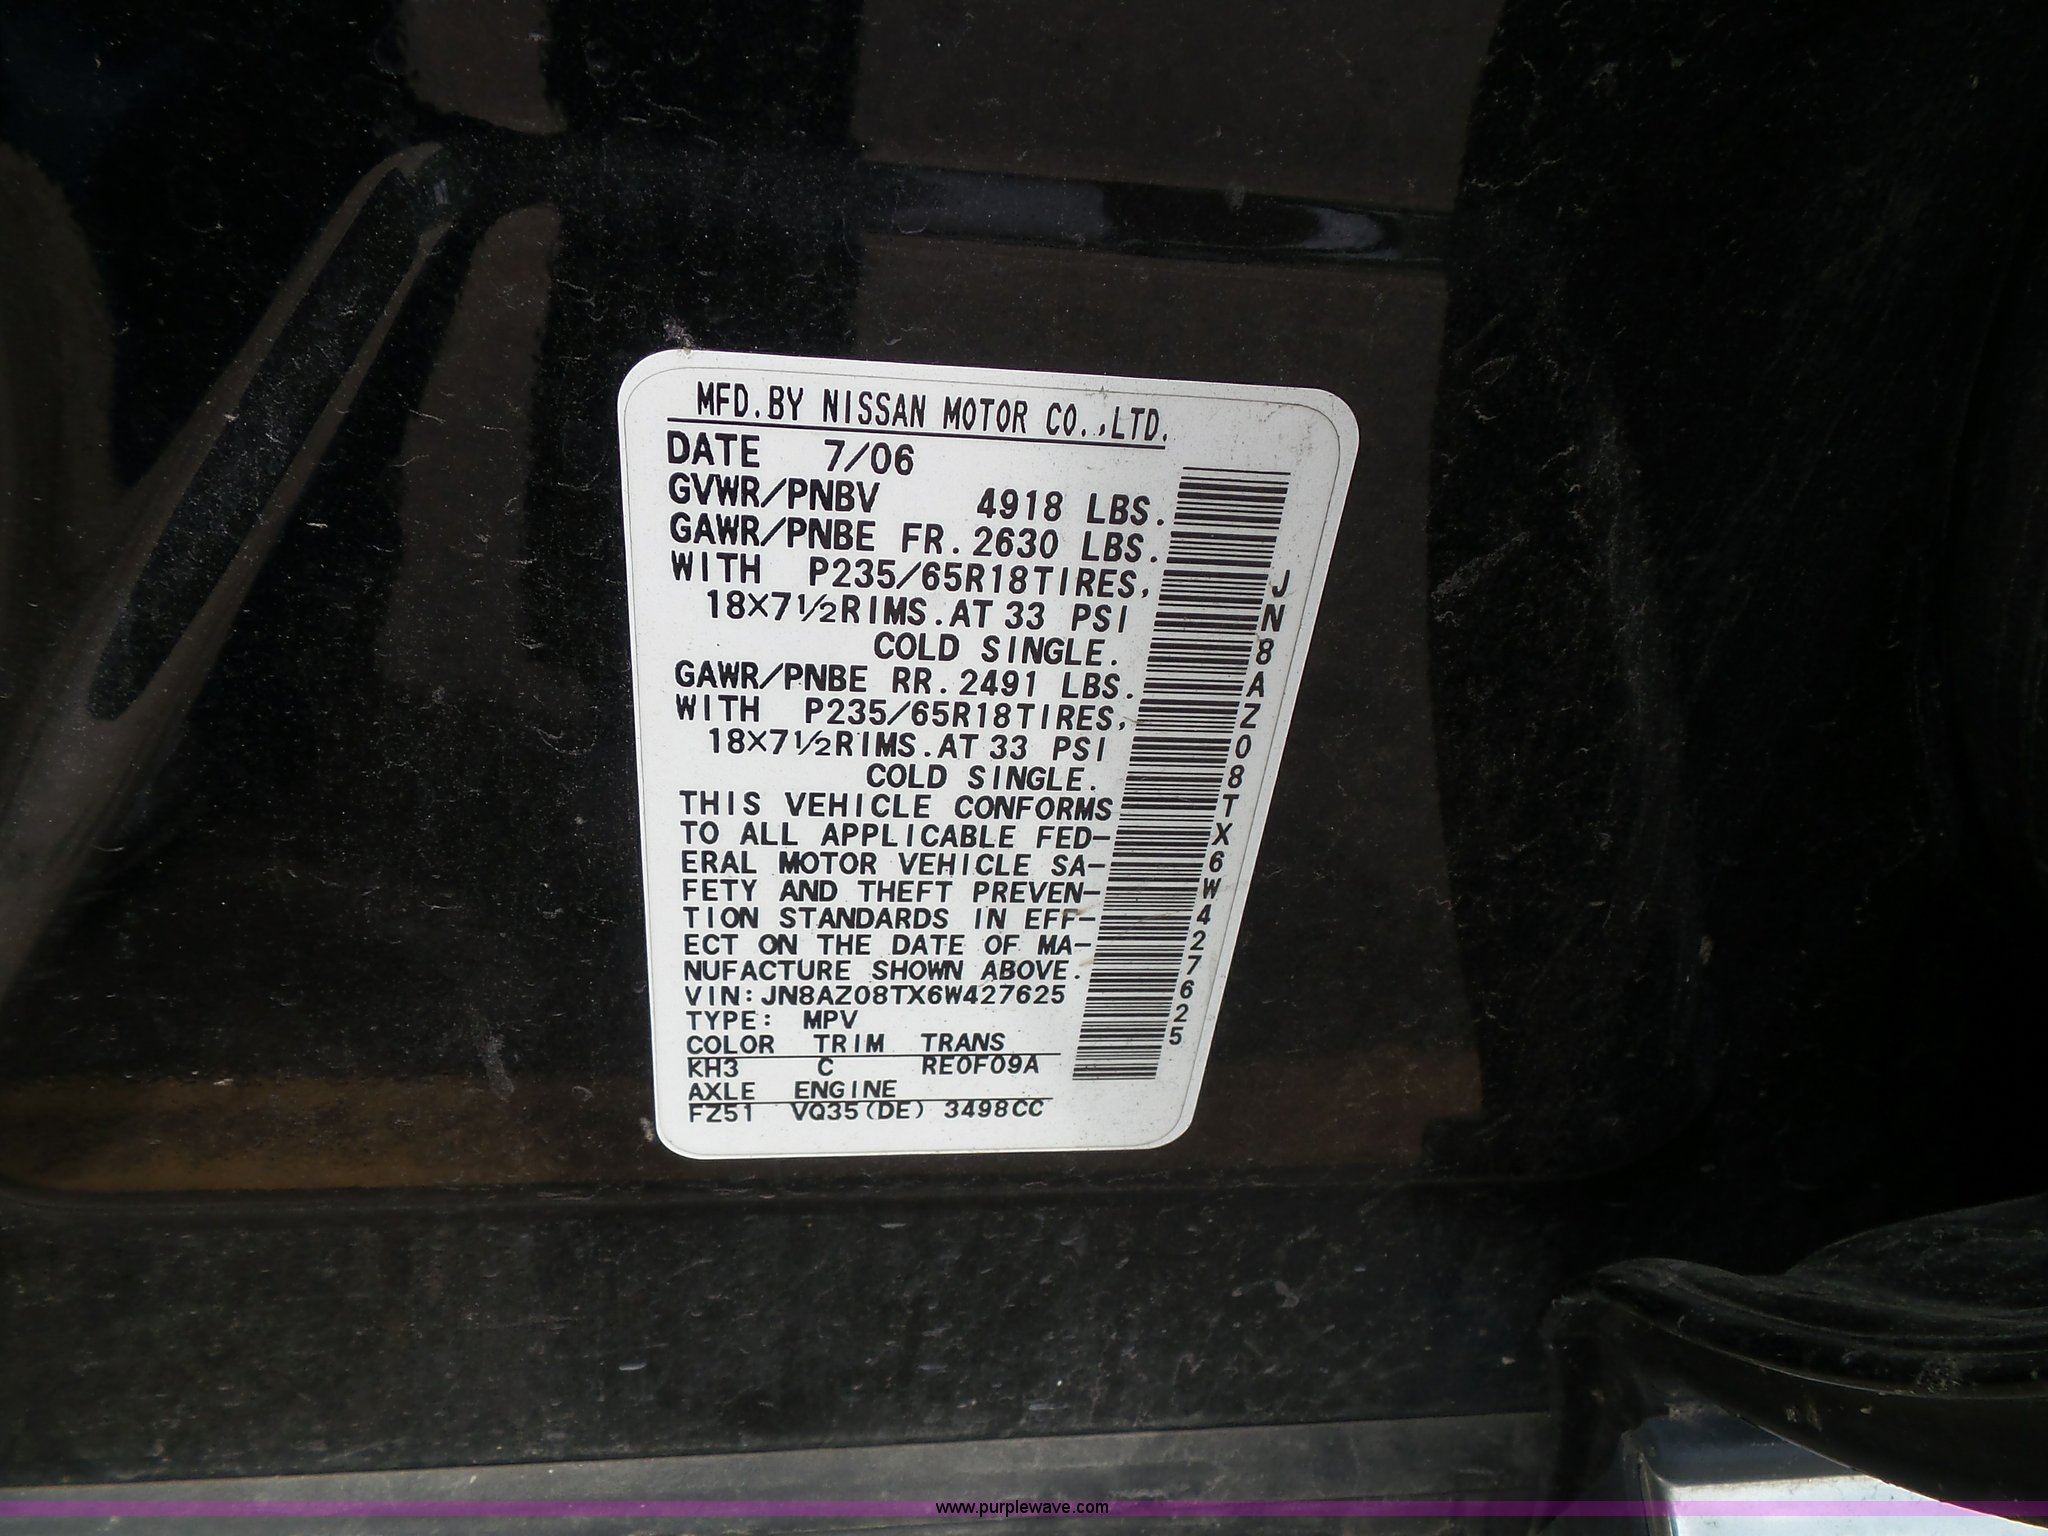 MFD.BY NISSAN MOTOR CO.,LTD.
DATE 7/06
GVWR/PNBV 4918 LBS.
GAWR/PNBE FR. 2630 LBS.
WITH P235/65R18TIRES,
18×7½RIMS.AT 33 PSI
COLD SINGLE.
GAWR/PNBE RR. 2491 LBS.
WITH P235/65R18TIRES,
18×7½RIMS.AT 33 PSI
COLD SINGLE.
THIS VEHICLE CONFORMS
TO ALL APPLICABLE FED-
ERAL MOTOR VEHICLE SA-
FETY AND THEFT PREVEN-
TION STANDARDS IN EFF-
ECT ON THE DATE OF MA-
NUFACTURE SHOWN ABOVE.
VIN:JN8AZ08TX6W427625
TYPE: MPV
COLOR TRIM TRANS
KH3 C RE0F09A
AXLE ENGINE
FZ51 VQ35(DE) 3498CC
JN8AZ08TX6W427625
www.purplewave.com